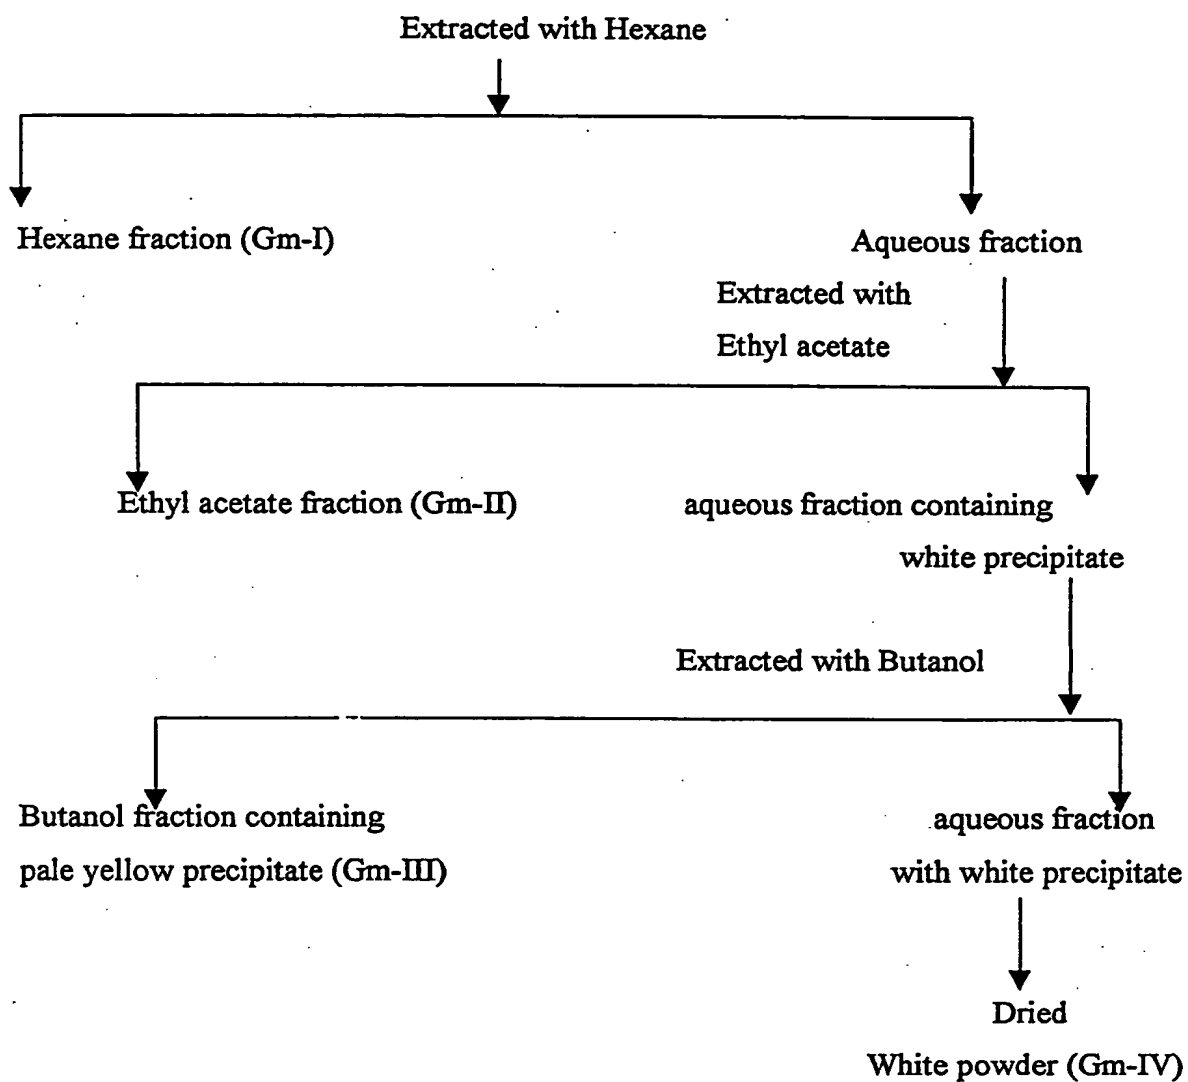 Extracted with Hexane
Hexane fraction (Gm-I)
Aqueous fraction
Extracted with
Ethyl acetate
Ethyl acetate fraction (Gm-II)
aqueous fraction containing
white precipitate
Extracted with Butanol
Butanol fraction containing
pale yellow precipitate (Gm-III)
aqueous fraction
with white precipitate
Dried
White powder (Gm-IV)